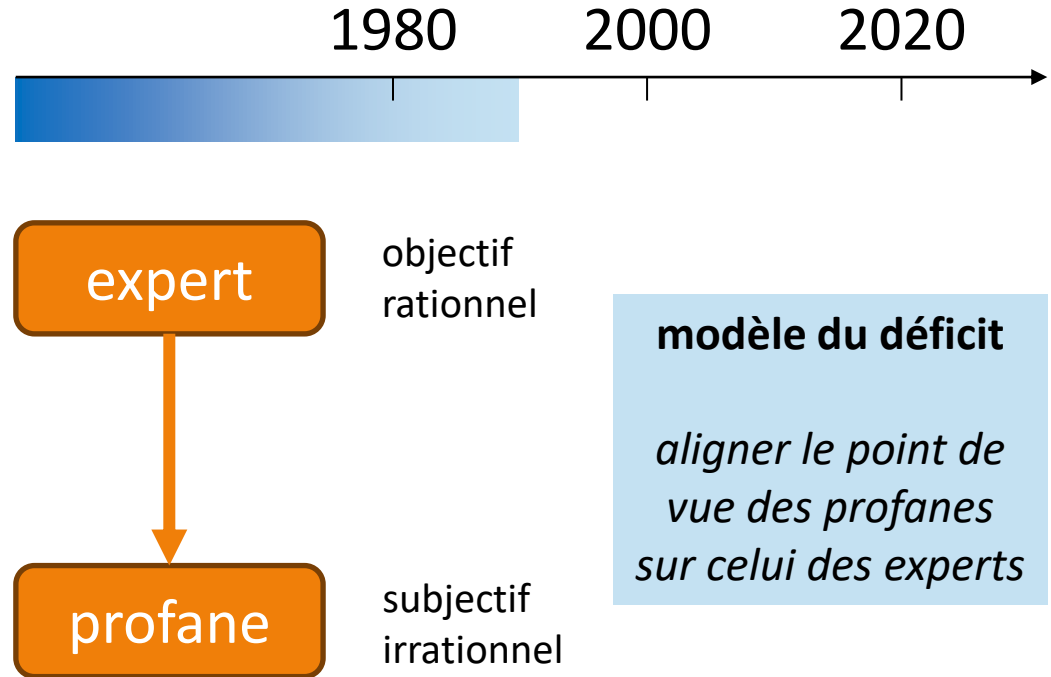 1980 2000 2020
expert
objectif
rationnel
modèle du déficit
aligner le point de
vue des profanes
sur celui des experts
profane
subjectif
irrationnel